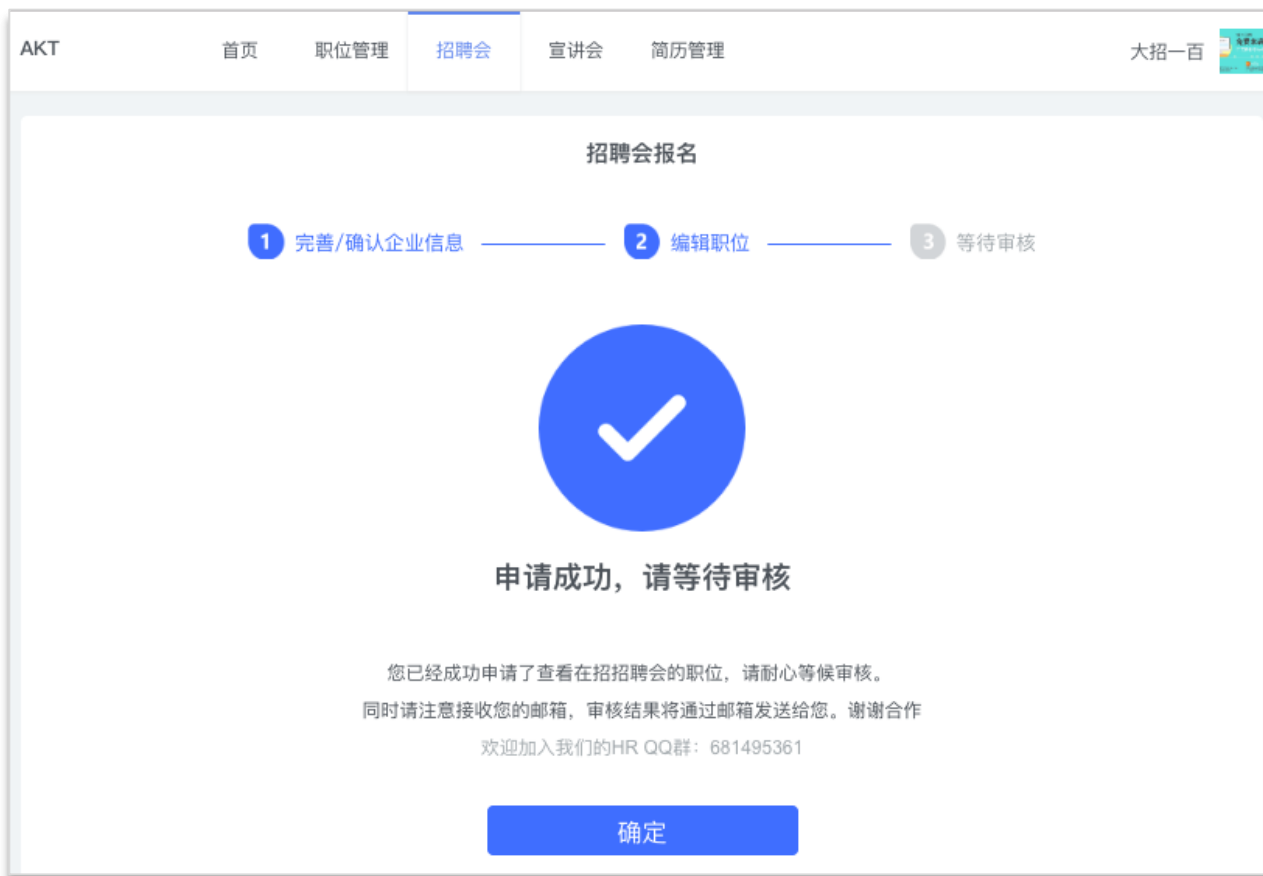 AKT 首页 职位管理 招聘会 宣讲会 简历管理 大招一百
招聘会报名
1 完善/确认企业信息 2 编辑职位 3 等待审核
申请成功，请等待审核
您已经成功申请了查看在招招聘会的职位，请耐心等候审核。
同时请注意接收您的邮箱，审核结果将通过邮箱发送给您。谢谢合作
欢迎加入我们的HR QQ群：681495361
确定